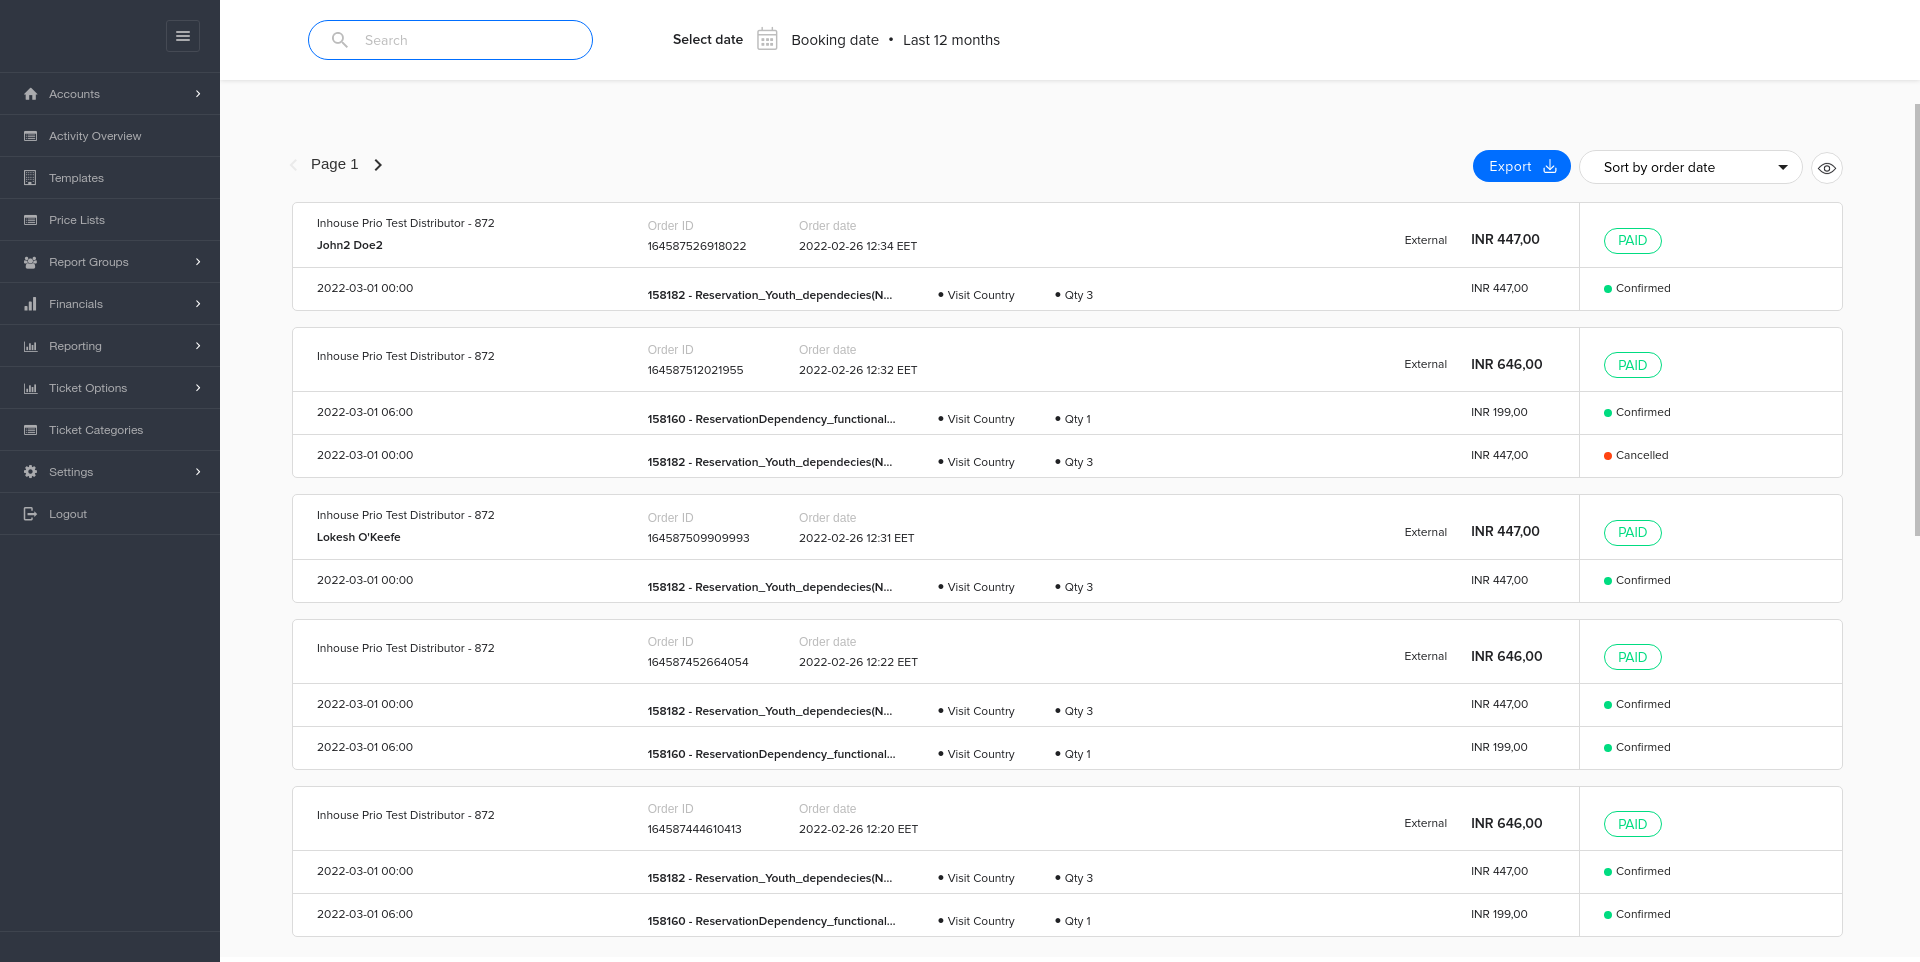 Search
Select date Booking date • Last 12 months
Accounts
Activity Overview
Templates
Price Lists
Report Groups
Financials
Reporting
Ticket Options
Ticket Categories
Settings
Logout
Page 1
Export
Sort by order date
Inhouse Prio Test Distributor - 872
John2 Doe2
Order ID
164587526918022
Order date
2022-02-26 12:34 EET
External INR 447,00 PAID
2022-03-01 00:00 158182 - Reservation_Youth_dependecies(N... • Visit Country • Qty 3 INR 447,00 Confirmed
Inhouse Prio Test Distributor - 872
Order ID
164587512021955
Order date
2022-02-26 12:32 EET
External INR 646,00 PAID
2022-03-01 06:00 158160 - ReservationDependency_functional... • Visit Country • Qty 1 INR 199,00 Confirmed
2022-03-01 00:00 158182 - Reservation_Youth_dependecies(N... • Visit Country • Qty 3 INR 447,00 Cancelled
Inhouse Prio Test Distributor - 872
Lokesh O'Keefe
Order ID
164587509909993
Order date
2022-02-26 12:31 EET
External INR 447,00 PAID
2022-03-01 00:00 158182 - Reservation_Youth_dependecies(N... • Visit Country • Qty 3 INR 447,00 Confirmed
Inhouse Prio Test Distributor - 872
Order ID
164587452664054
Order date
2022-02-26 12:22 EET
External INR 646,00 PAID
2022-03-01 00:00 158182 - Reservation_Youth_dependecies(N... • Visit Country • Qty 3 INR 447,00 Confirmed
2022-03-01 06:00 158160 - ReservationDependency_functional... • Visit Country • Qty 1 INR 199,00 Confirmed
Inhouse Prio Test Distributor - 872
Order ID
164587444610413
Order date
2022-02-26 12:20 EET
External INR 646,00 PAID
2022-03-01 00:00 158182 - Reservation_Youth_dependecies(N... • Visit Country • Qty 3 INR 447,00 Confirmed
2022-03-01 06:00 158160 - ReservationDependency_functional... • Visit Country • Qty 1 INR 199,00 Confirmed